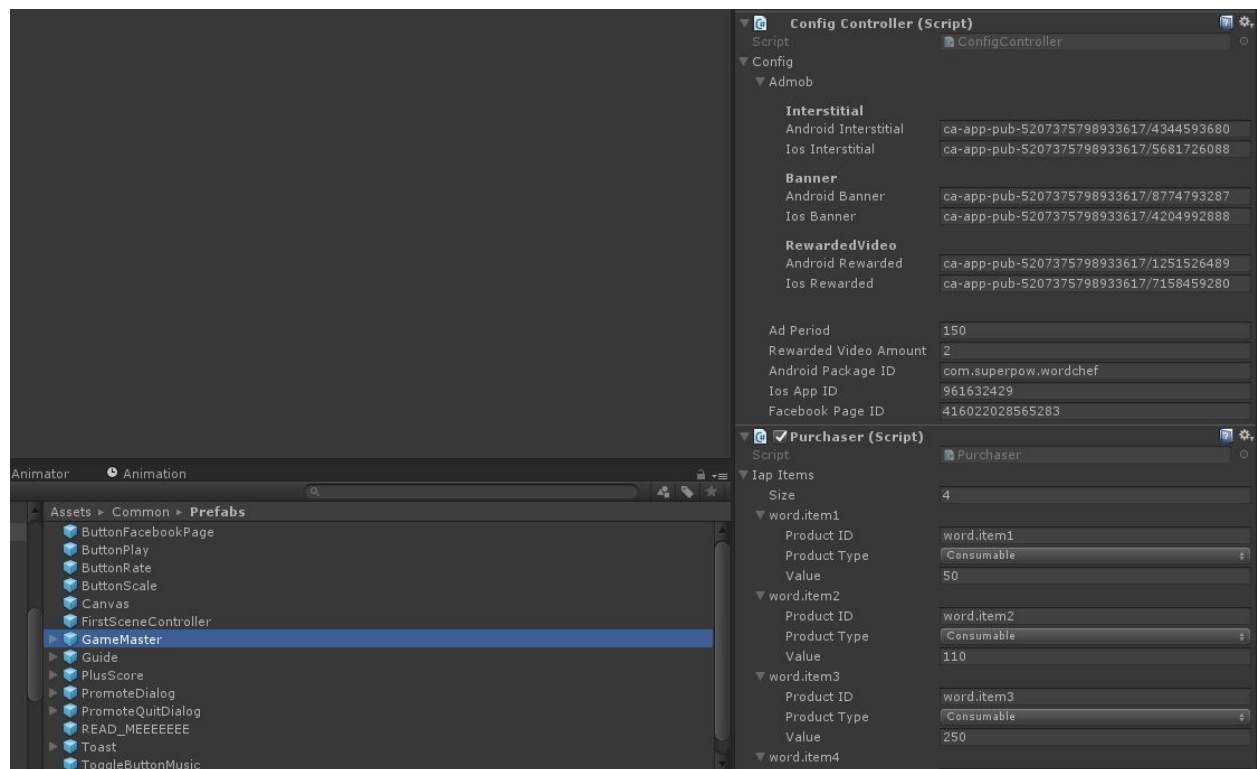 Config Controller (Script)
Script ConfigController
Config
Admob
Interstitial
Android Interstitial ca-app-pub-5207375798933617/4344593680
Ios Interstitial ca-app-pub-5207375798933617/5681726088
Banner
Android Banner ca-app-pub-5207375798933617/8774793287
Ios Banner ca-app-pub-5207375798933617/4204992888
RewardedVideo
Android Rewarded ca-app-pub-5207375798933617/1251526489
Ios Rewarded ca-app-pub-5207375798933617/7158459280
Ad Period 150
Rewarded Video Amount 2
Android Package ID com.superpow.wordchef
Ios App ID 961632429
Facebook Page ID 416022028565283
Purchaser (Script)
Script Purchaser
Iap Items
Size 4
word.item1
Product ID word.item1
Product Type Consumable
Value 50
word.item2
Product ID word.item2
Product Type Consumable
Value 110
word.item3
Product ID word.item3
Product Type Consumable
Value 250
word.item4
Animator Animation
Assets Common Prefabs
ButtonFacebookPage
ButtonPlay
ButtonRate
ButtonScale
Canvas
FirstSceneController
GameMaster
Guide
PlusScore
PromoteDialog
PromoteQuitDialog
READ_MEEEEEEE
Toast
ToggleButtonMusic